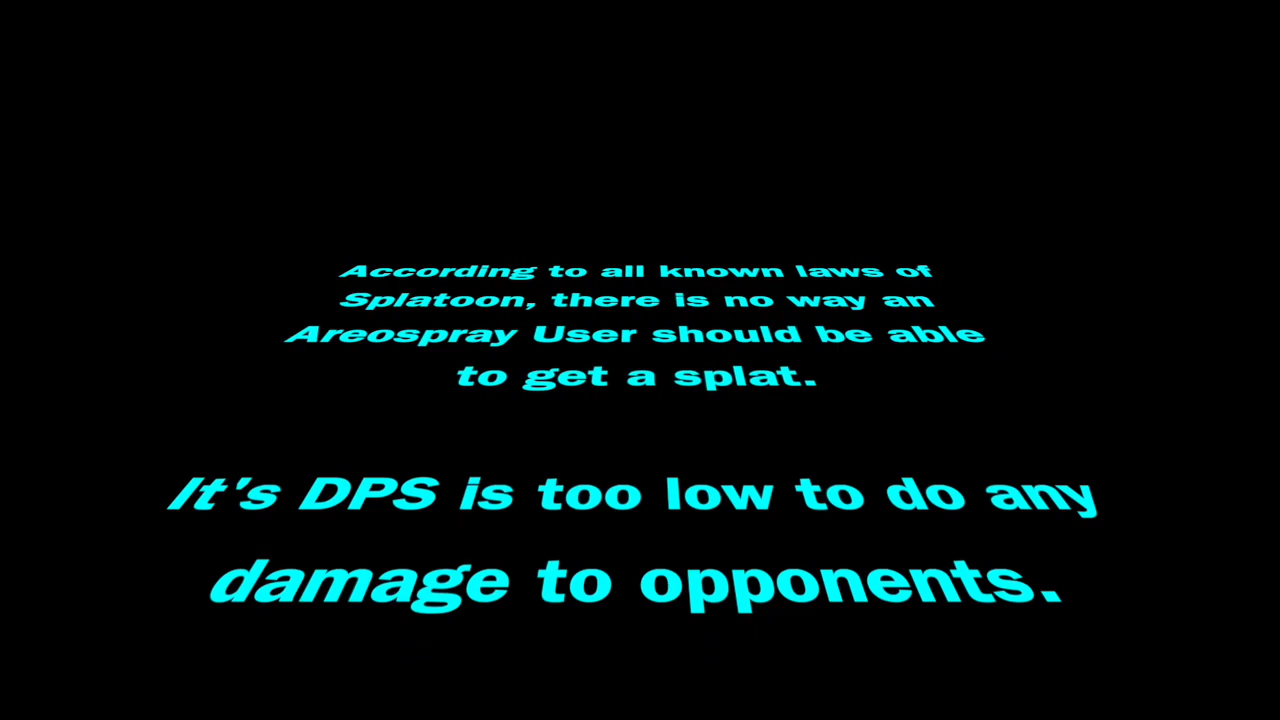 According to all known laws of
Splatoon, there is no way an
Areospray User should be able
to get a splat.
It's DPS is too low to do any
damage to opponents.